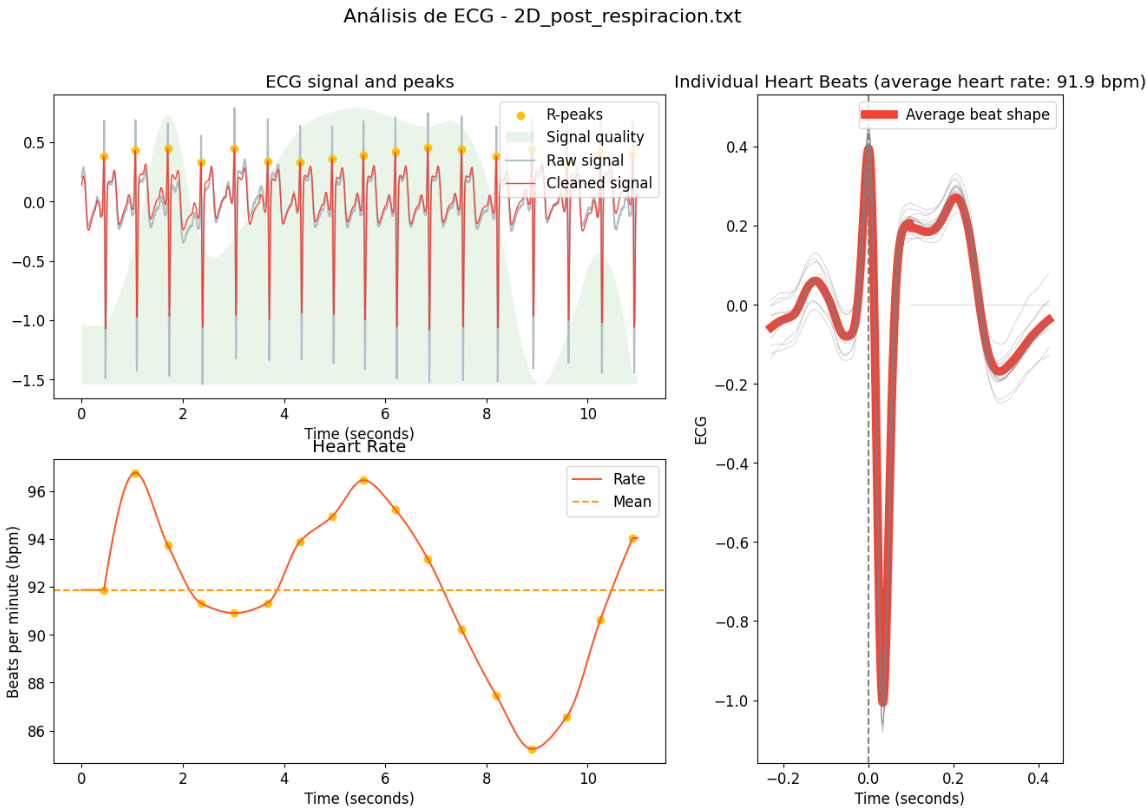 Análisis de ECG - 2D_post_respiracion.txt
ECG signal and peaks
R-peaks
Signal quality
Raw signal
Cleaned signal
0.5
0.0
−0.5
−1.0
−1.5
0 2 4 6 8 10
Time (seconds)
Heart Rate
Rate
Mean
Beats per minute (bpm)
96
94
92
90
88
86
0 2 4 6 8 10
Time (seconds)
Individual Heart Beats (average heart rate: 91.9 bpm)
Average beat shape
ECG
0.4
0.2
0.0
−0.2
−0.4
−0.6
−0.8
−1.0
−0.2 0.0 0.2 0.4
Time (seconds)